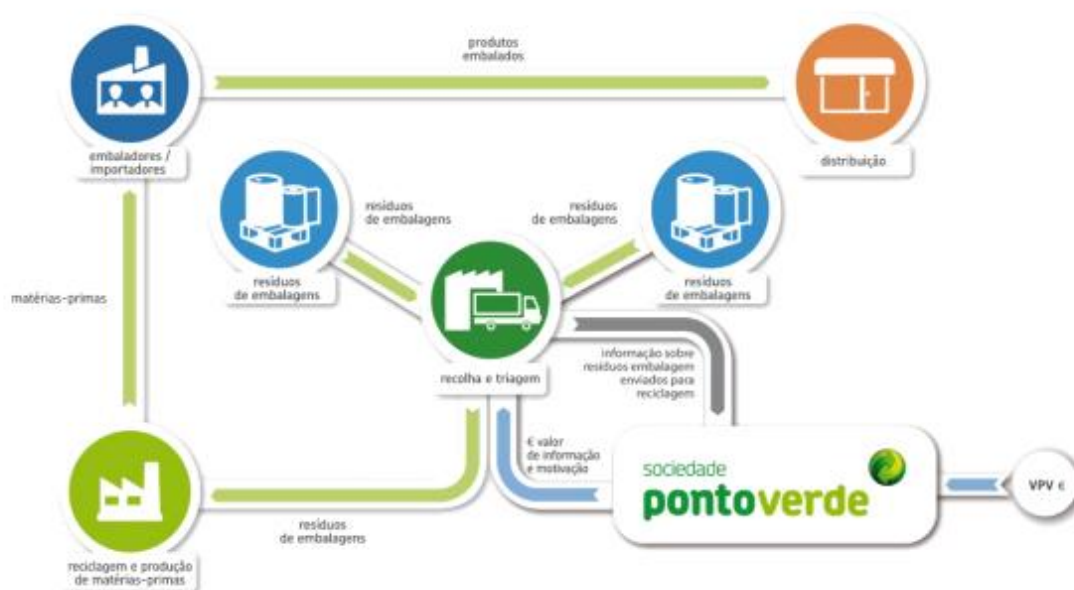 produtos
embalados
embaladores /
importadores
distribuição
resíduos
de embalagens
resíduos
de embalagens
resíduos
de embalagens
resíduos
de embalagens
matérias-primas
recolha e triagem
informação sobre
resíduos embalagem
enviados para
reciclagem
€ valor
de informação
e motivação
sociedade
pontoverde
VPV €
resíduos
de embalagens
reciclagem e produção
de matérias-primas